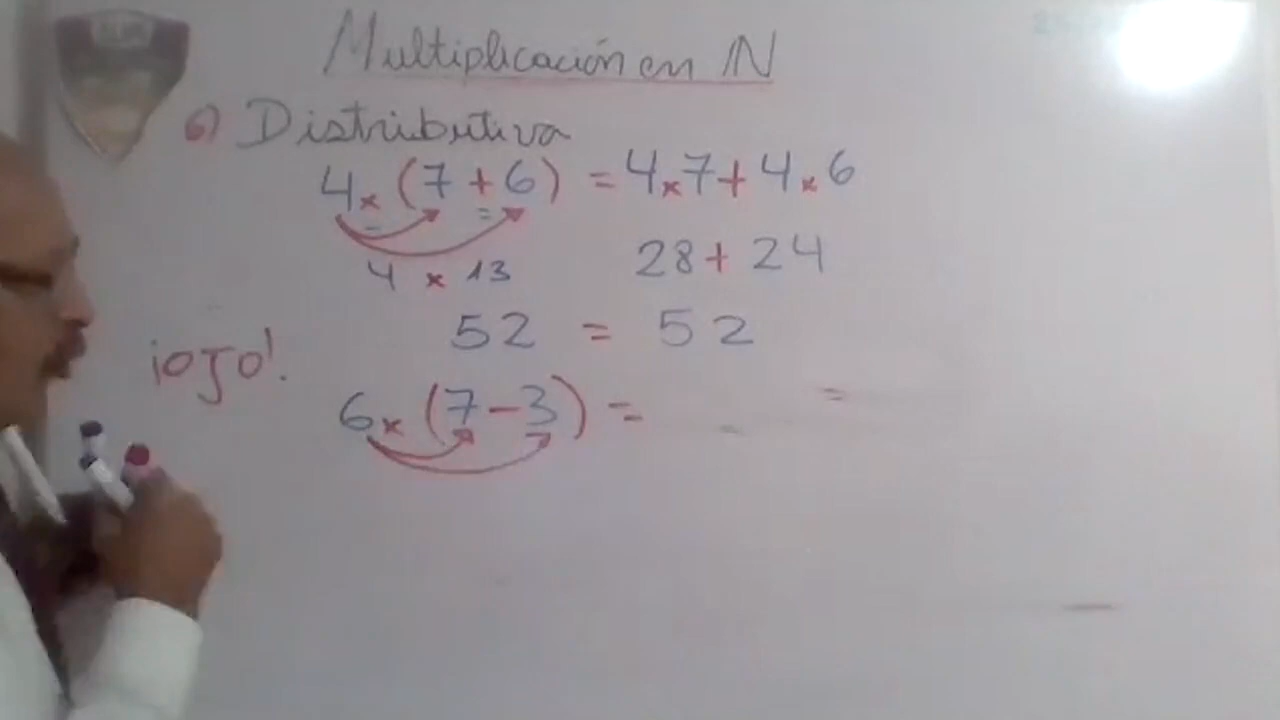 Multiplicación en ℕ
6) Distributiva
4 x (7 + 6) = 4 x 7 + 4 x 6
4 x 13 28 + 24
52 = 52
¡OJO!
6 x (7 - 3) =